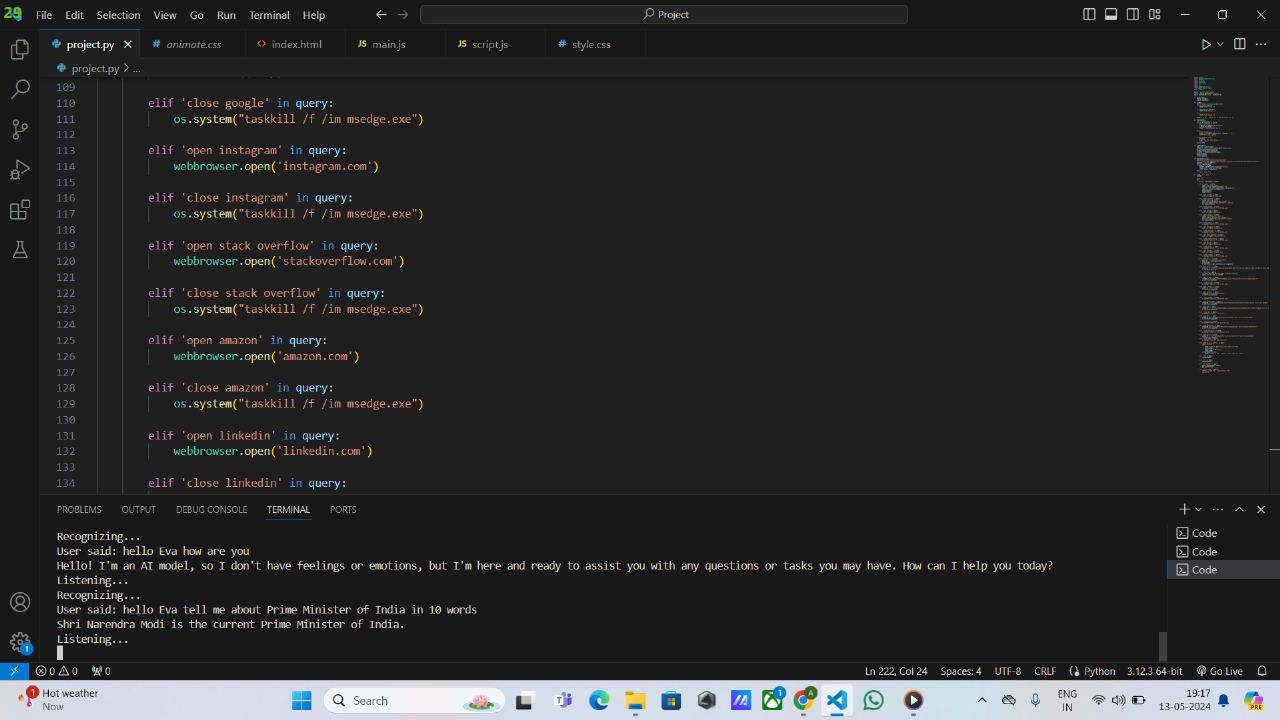 File Edit Selection View Go Run Terminal Help
Project
project.py animate.css index.html main.js script.js style.css
JS JS
project.py > ...
109
110 elif 'close google' in query:
111 os.system("taskkill /f /im msedge.exe")
112
113 elif 'open instagram' in query:
114 webbrowser.open('instagram.com')
115
116 elif 'close instagram' in query:
117 os.system("taskkill /f /im msedge.exe")
118
119 elif 'open stack overflow' in query:
120 webbrowser.open('stackoverflow.com')
121
122 elif 'close stack overflow' in query:
123 os.system("taskkill /f /im msedge.exe")
124
125 elif 'open amazon' in query:
126 webbrowser.open('amazon.com')
127
128 elif 'close amazon' in query:
129 os.system("taskkill /f /im msedge.exe")
130
131 elif 'open linkedin' in query:
132 webbrowser.open('linkedin.com')
133
134 elif 'close linkedin' in query:
PROBLEMS OUTPUT DEBUG CONSOLE TERMINAL PORTS
Recognizing...
User said: hello Eva how are you
Hello! I'm an AI model, so I don't have feelings or emotions, but I'm here and ready to assist you with any questions or tasks you may have. How can I help you today?
Listening...
Recognizing...
User said: hello Eva tell me about Prime Minister of India in 10 words
Shri Narendra Modi is the current Prime Minister of India.
Listening...
Code
Code
Code
1
0 0 0 Ln 222, Col 24 Spaces: 4 UTF-8 CRLF Python 3.12.3 64-bit Go Live
1 Hot weather
Now
Search
1
A
ENG
IN
19:17
13-05-2024
PRE